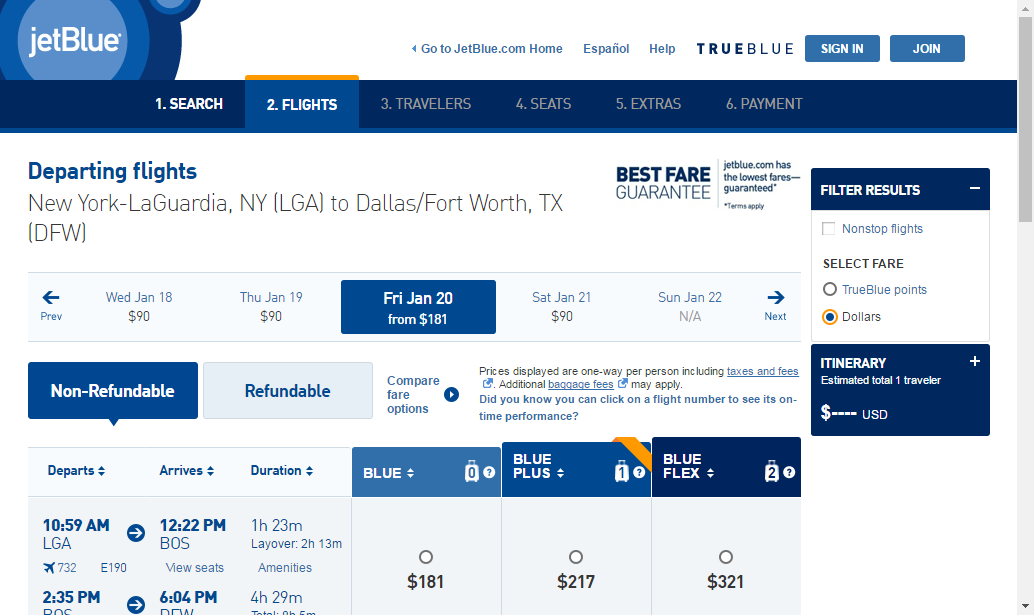 jetBlue
Go to JetBlue.com Home
Español
Help
TRUEBLUE
SIGN IN
JOIN
1. SEARCH
2. FLIGHTS
3. TRAVELERS
4. SEATS
5. EXTRAS
6. PAYMENT
Departing flights
New York-LaGuardia, NY (LGA) to Dallas/Fort Worth, TX
(DFW)
BEST FARE
GUARANTEE
jetblue.com has
the lowest fares—
guaranteed*
*Terms apply
FILTER RESULTS
Nonstop flights
SELECT FARE
TrueBlue points
Dollars
ITINERARY
Estimated total 1 traveler
$---- USD
Prev
Wed Jan 18
$90
Thu Jan 19
$90
Fri Jan 20
from $181
Sat Jan 21
$90
Sun Jan 22
N/A
Next
Non-Refundable
Refundable
Compare
fare
options
Prices displayed are one-way per person including taxes and fees
. Additional baggage fees may apply.
Did you know you can click on a flight number to see its on-
time performance?
Departs
Arrives
Duration
BLUE
0 ?
BLUE
PLUS
1 ?
BLUE
FLEX
2 ?
10:59 AM
LGA
12:22 PM
BOS
1h 23m
Layover: 2h 13m
732
E190
View seats
Amenities
$181
$217
$321
2:35 PM
BOS
6:04 PM
DFW
4h 29m
Total: 8h 5m